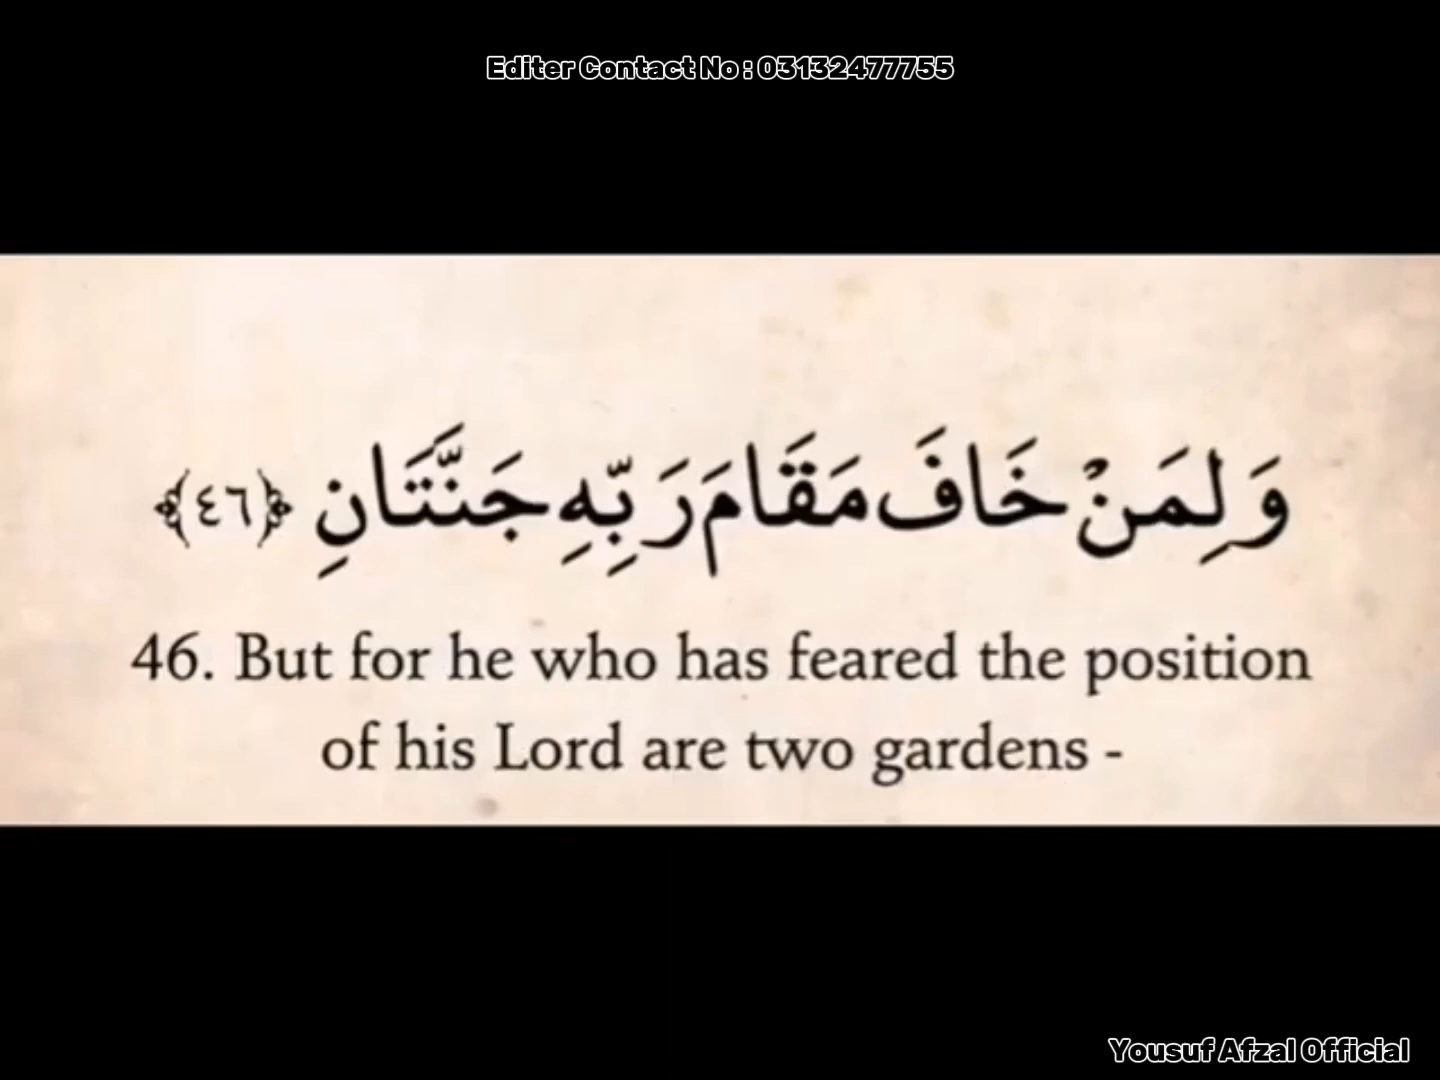 Editer Contact No : 03132477755
وَلِمَنْ خَافَ مَقَامَ رَبِّهِ جَنَّتَانِ ﴿٤٦﴾
46. But for he who has feared the position
of his Lord are two gardens -
Yousuf Afzal Official